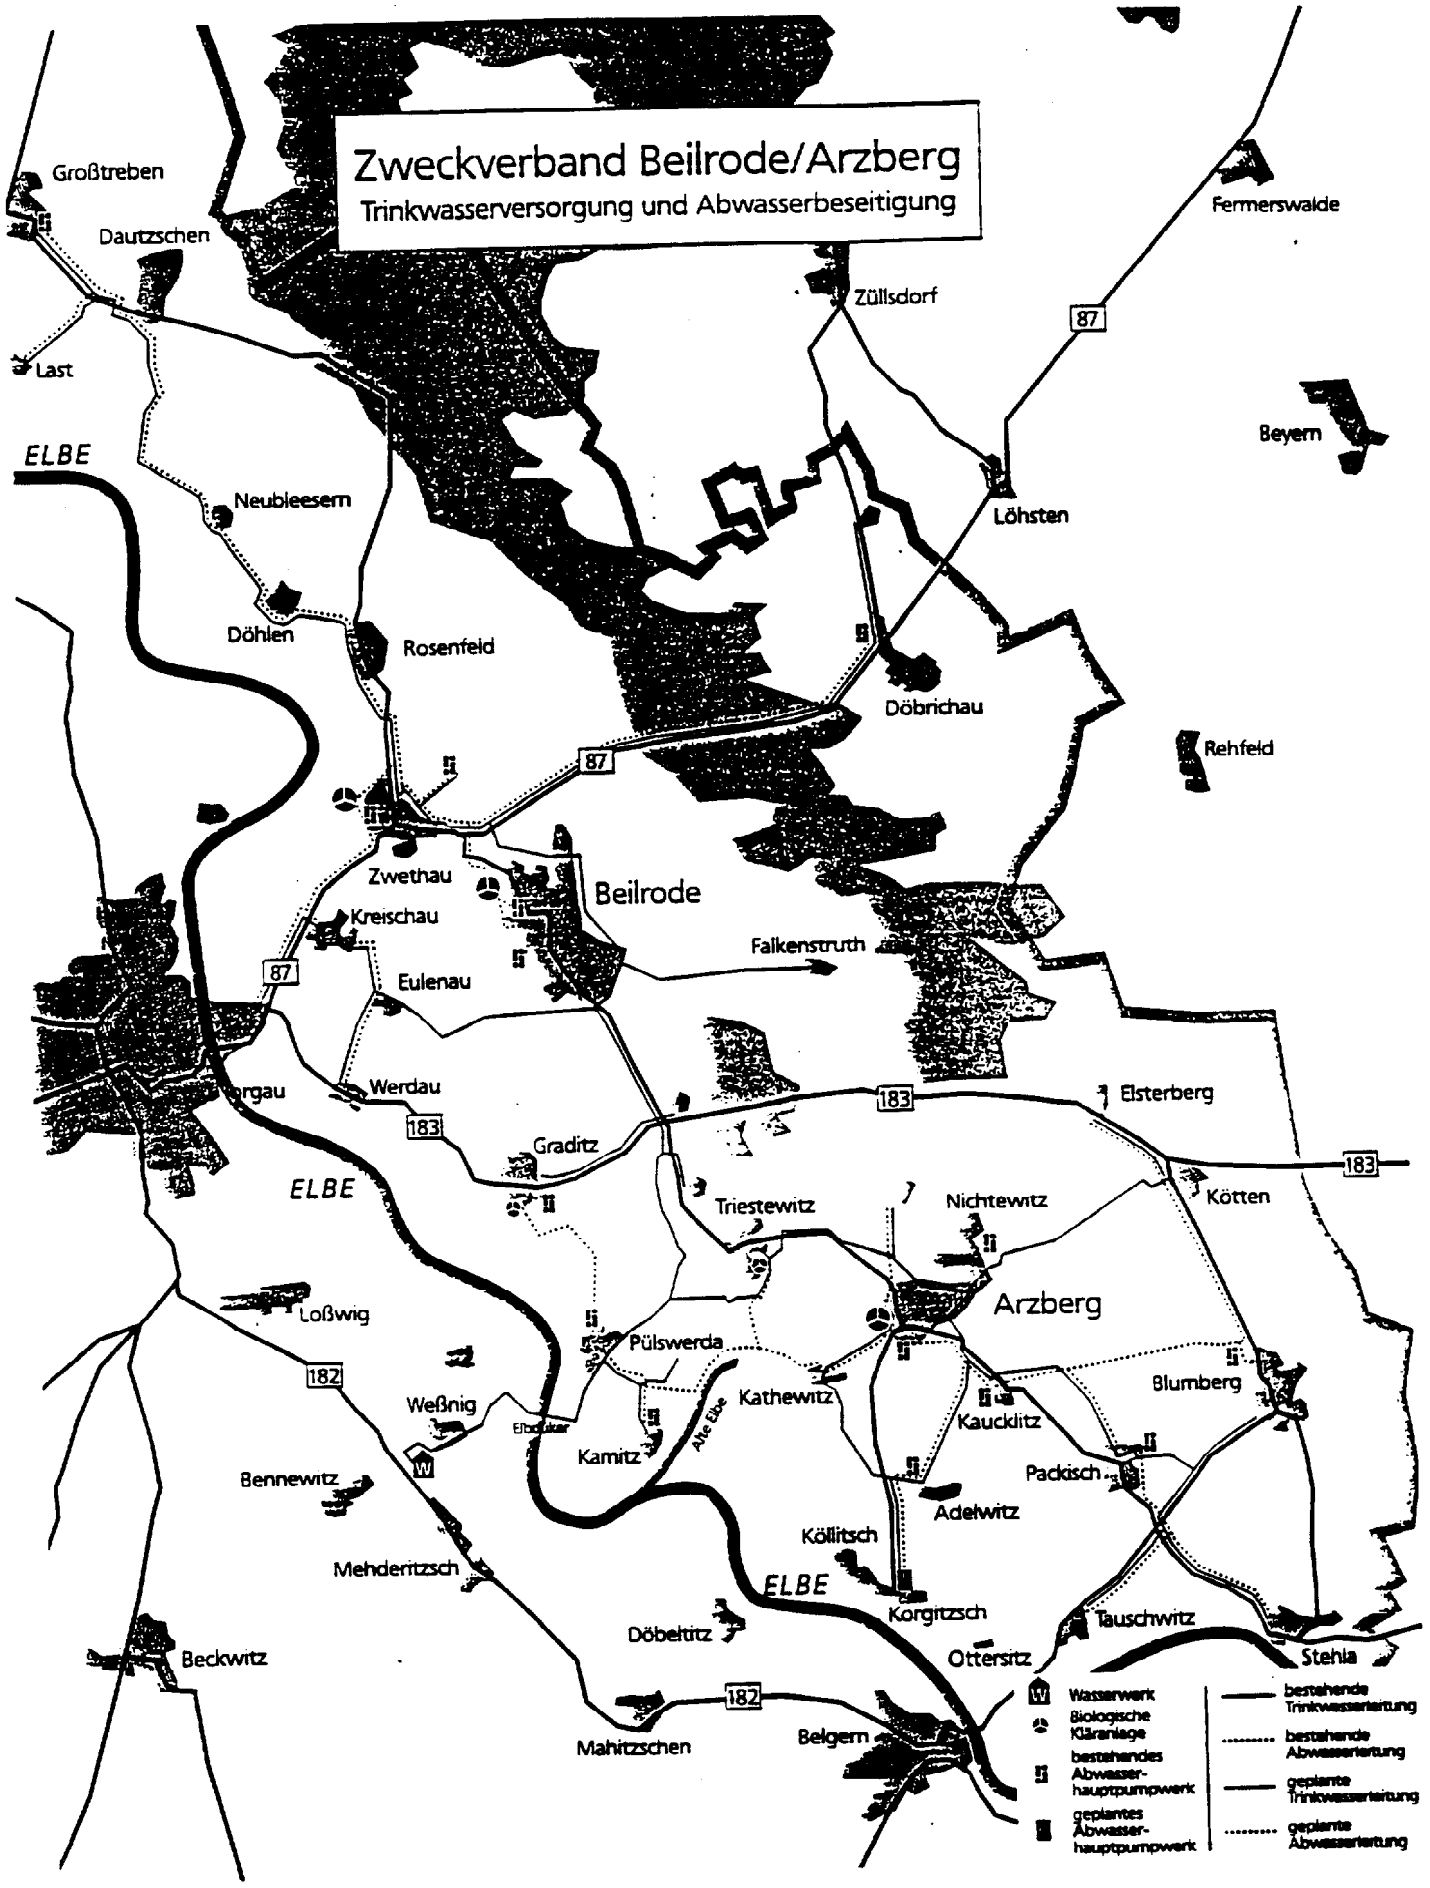 Zweckverband Beilrode/Arzberg
Trinkwasserversorgung und Abwasserbeseitigung
Großtreben
Dautzschen
Fermerswalde
Züllsdorf
87
Last
Beyern
ELBE
Neubleesern
Löhsten
Döhlen
Rosenfeld
Döbrichau
Rehfeld
87
Zwethau
Beilrode
Kreischau
Falkenstruth
87
Eulenau
Werdau
orgau
183
183
Elsterberg
Graditz
183
ELBE
Kötten
Triestewitz
Nichtewitz
Loßwig
Arzberg
Pülswerda
182
Kathewitz
Blumberg
Weßnig
Kaucklitz
Elbdüker
Alte Elbe
Kamitz
W
Bennewitz
Packisch
Adelwitz
Köllitsch
Mehderitzsch
ELBE
Korgitzsch
Tauschwitz
Döbeltitz
Ottersitz
Stehla
Beckwitz
182
Belgern
Mahitzschen
W Wasserwerk
Biologische
Kläranlage
bestehendes
Abwasser-
hauptpumpwerk
geplantes
Abwasser-
hauptpumpwerk
bestehende
Trinkwasserleitung
bestehende
Abwasserleitung
geplante
Trinkwasserleitung
geplante
Abwasserleitung